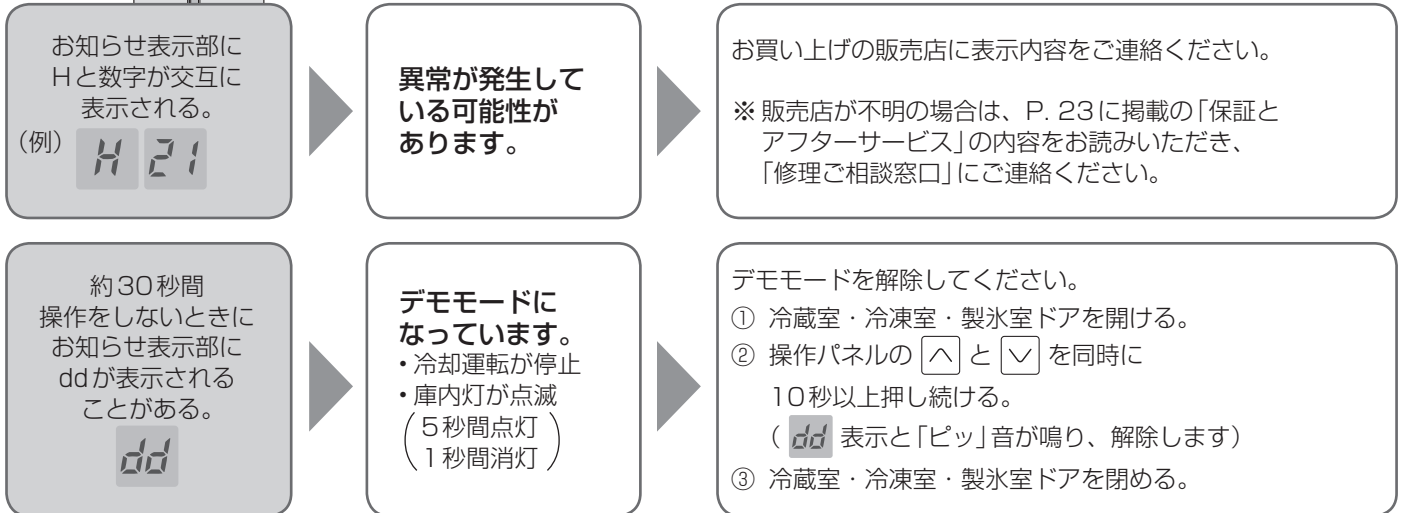 お知らせ表示部に
Hと数字が交互に
表示される。
(例) H 21
異常が発生して
いる可能性が
あります。
お買い上げの販売店に表示内容をご連絡ください。
※ 販売店が不明の場合は、P. 23に掲載の「保証と
アフターサービス」の内容をお読みいただき、
「修理ご相談窓口」にご連絡ください。
約30秒間
操作をしないときに
お知らせ表示部に
ddが表示される
ことがある。
dd
デモモードに
なっています。
・冷却運転が停止
・庫内灯が点滅
(5秒間点灯
1秒間消灯)
デモモードを解除してください。
① 冷蔵室・冷凍室・製氷室ドアを開ける。
② 操作パネルの ∧ と ∨ を同時に
10秒以上押し続ける。
( dd 表示と「ピッ」音が鳴り、解除します)
③ 冷蔵室・冷凍室・製氷室ドアを閉める。